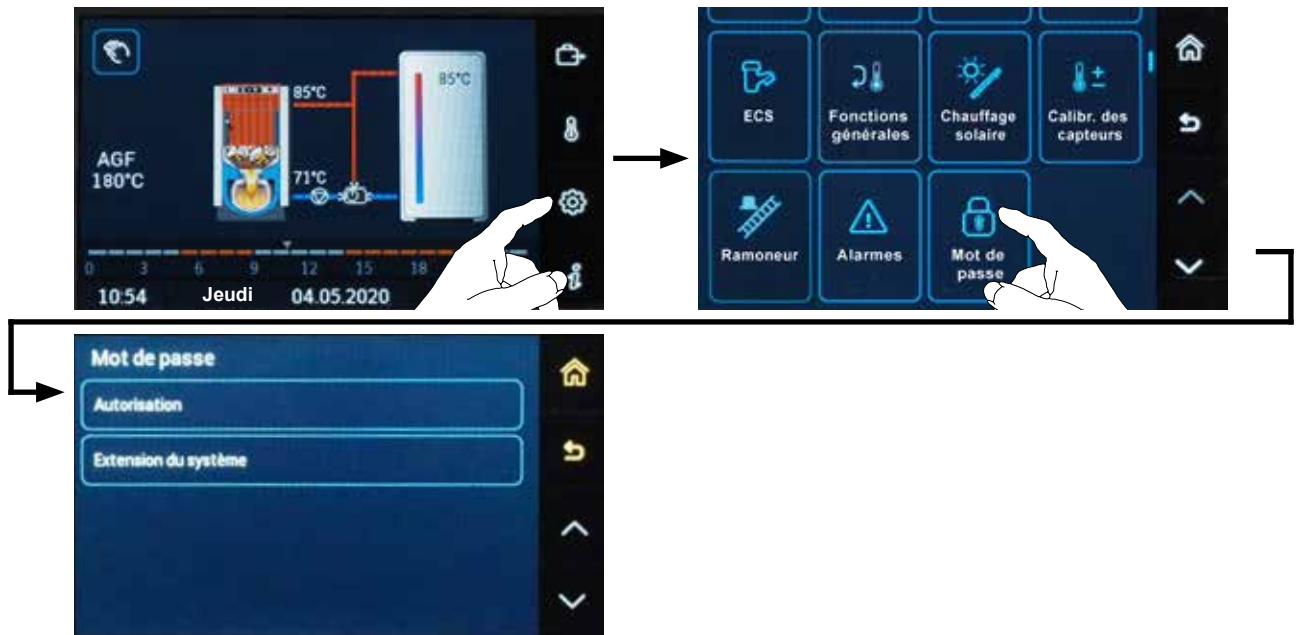 85°C
85°C
AGF
180°C
71°C
0 3 6 9 12 15 18
10:54 Jeudi 04.05.2020
ECS
Fonctions
générales
Chauffage
solaire
Calibr. des
capteurs
Ramoneur
Alarmes
Mot de
passe
Mot de passe
Autorisation
Extension du système